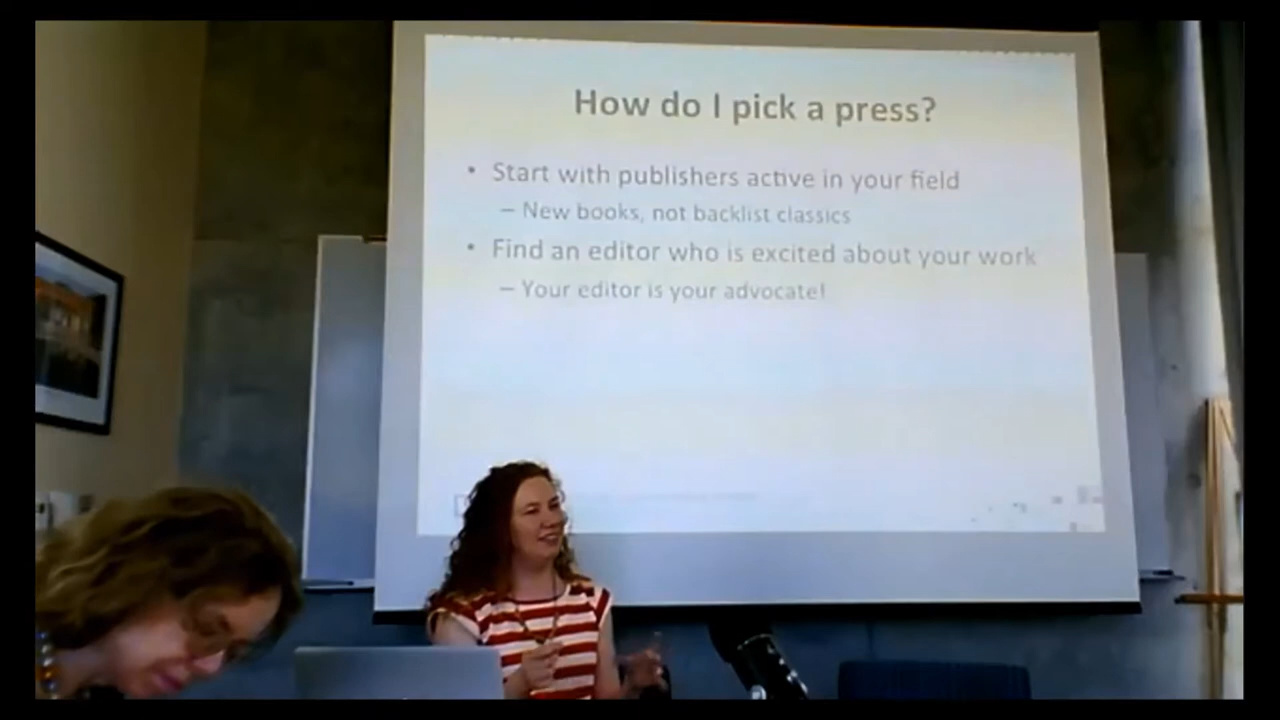 How do I pick a press?
• Start with publishers active in your field
– New books, not backlist classics
• Find an editor who is excited about your work
– Your editor is your advocate!